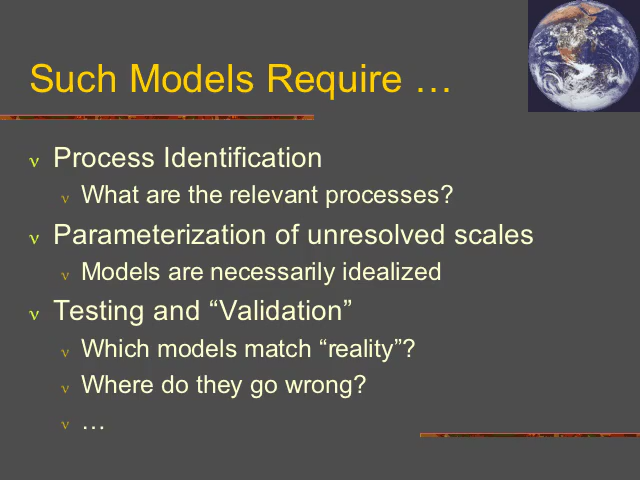 Such Models Require …
ν Process Identification
ν What are the relevant processes?
ν Parameterization of unresolved scales
ν Models are necessarily idealized
ν Testing and “Validation”
ν Which models match “reality”?
ν Where do they go wrong?
ν …